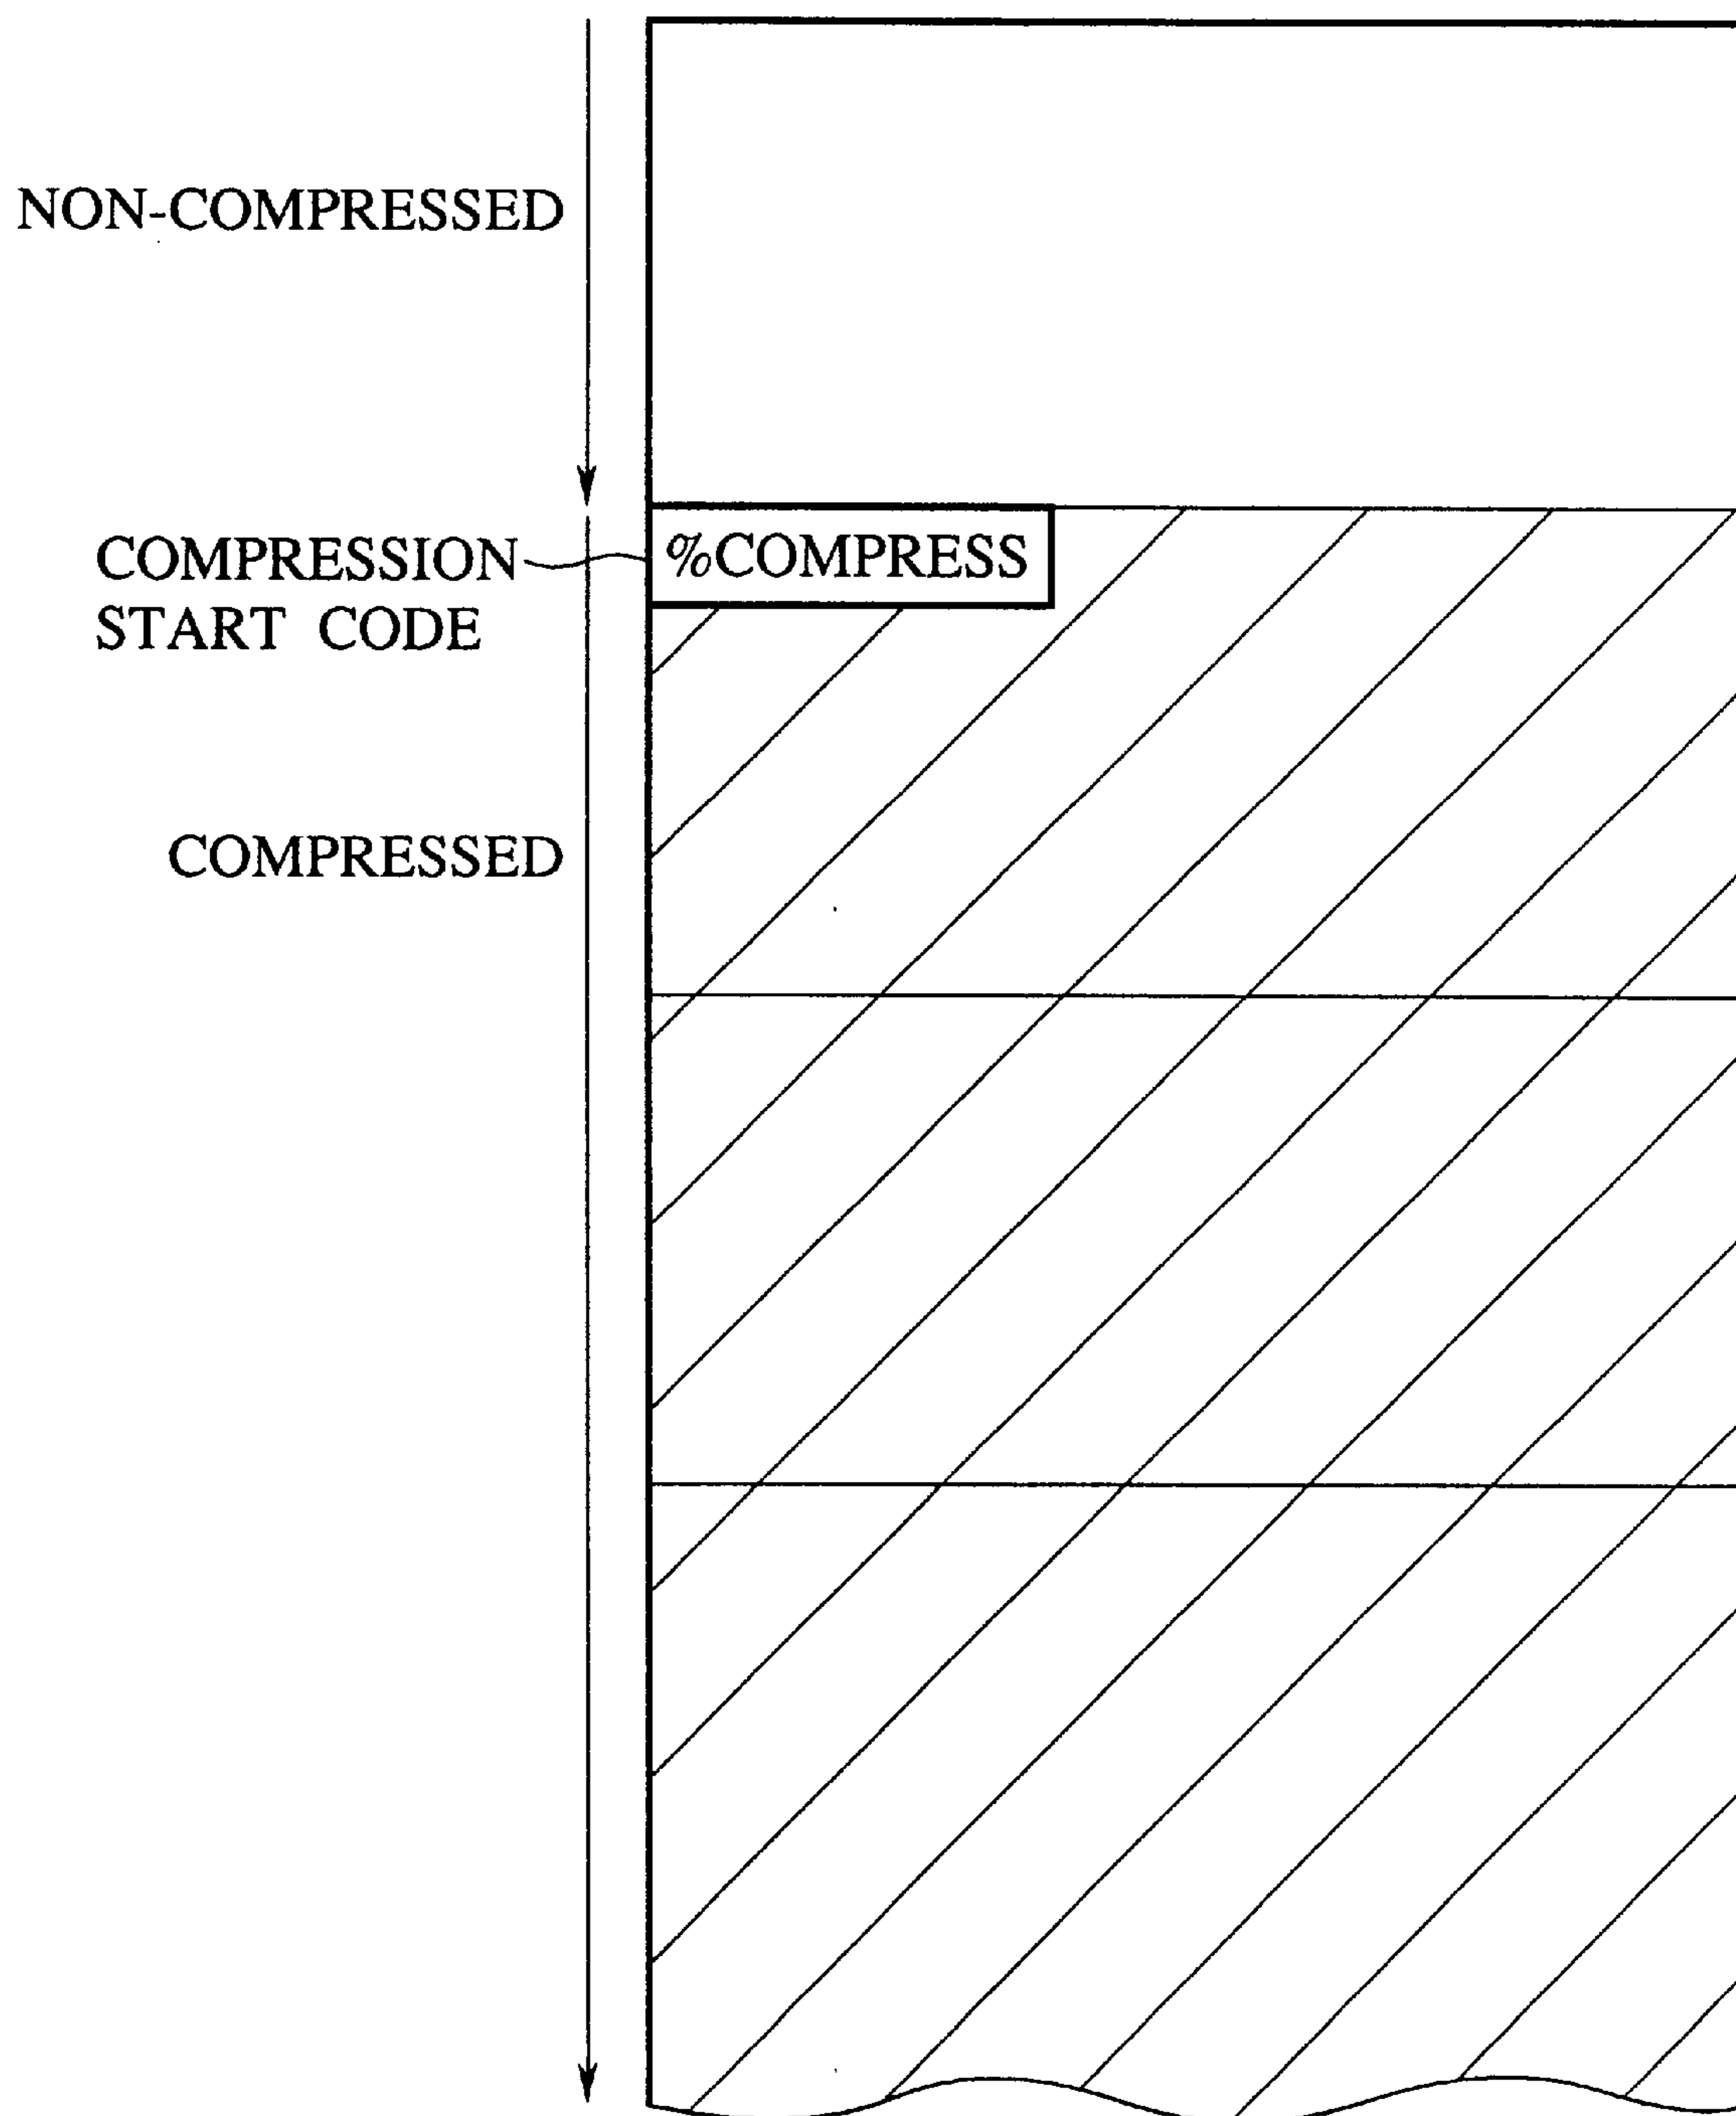 NON-COMPRESSED
COMPRESSION
START CODE
%COMPRESS
COMPRESSED